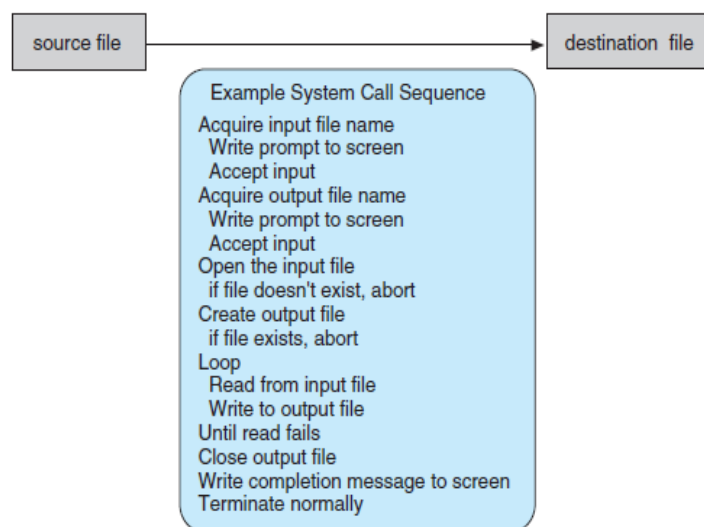 source file
destination file
Example System Call Sequence
Acquire input file name
Write prompt to screen
Accept input
Acquire output file name
Write prompt to screen
Accept input
Open the input file
if file doesn't exist, abort
Create output file
if file exists, abort
Loop
Read from input file
Write to output file
Until read fails
Close output file
Write completion message to screen
Terminate normally